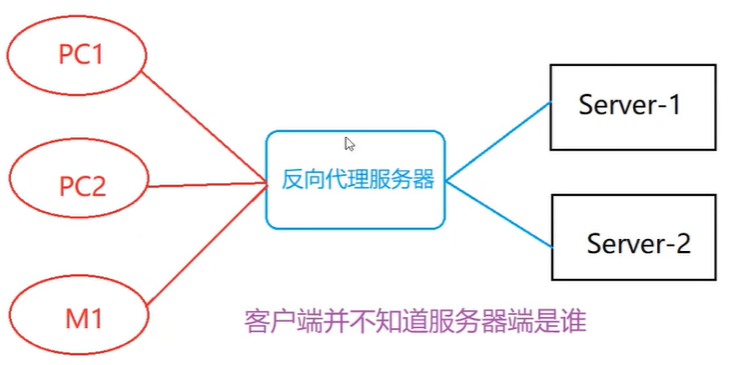 PC1
Server-1
反向代理服务器
PC2
Server-2
M1
客户端并不知道服务器端是谁